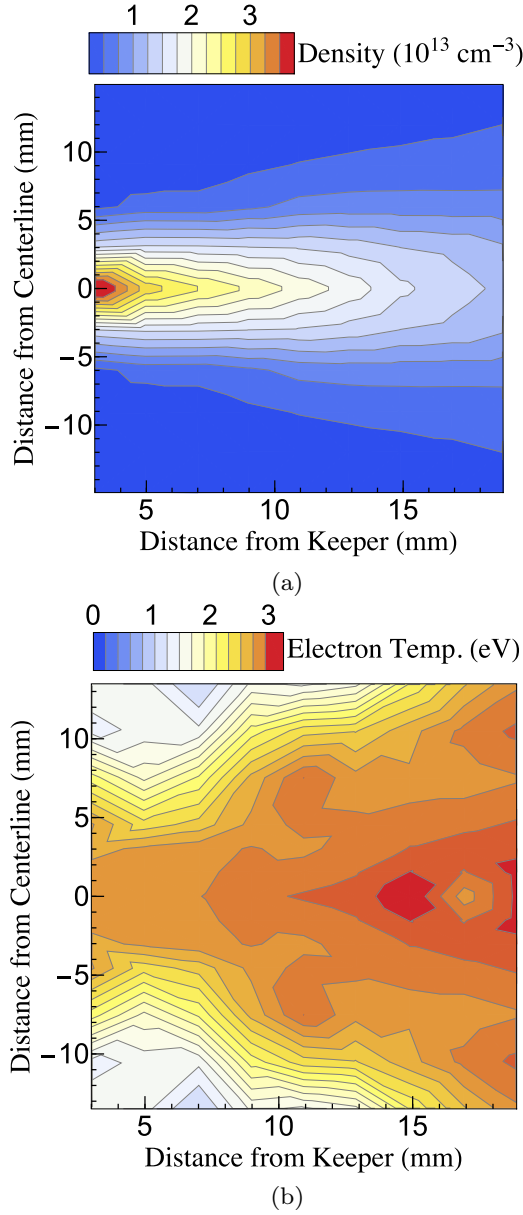 1 2 3
Density (10¹³ cm⁻³)
10
5
0
−5
−10
Distance from Centerline (mm)
5 10 15
Distance from Keeper (mm)
(a)
0 1 2 3
Electron Temp. (eV)
10
5
0
−5
−10
Distance from Centerline (mm)
5 10 15
Distance from Keeper (mm)
(b)